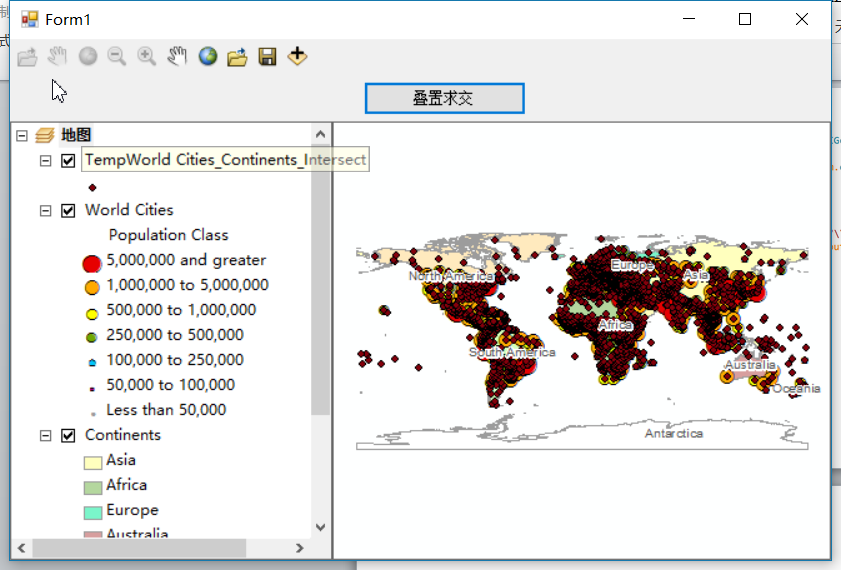 Form1
叠置求交
地图
TempWorld Cities_Continents_Intersect
World Cities
Population Class
5,000,000 and greater
1,000,000 to 5,000,000
500,000 to 1,000,000
250,000 to 500,000
100,000 to 250,000
50,000 to 100,000
Less than 50,000
Continents
Asia
Africa
Europe
Australia
North America
Europe
Asia
Africa
South America
Australia
Oceania
Antarctica